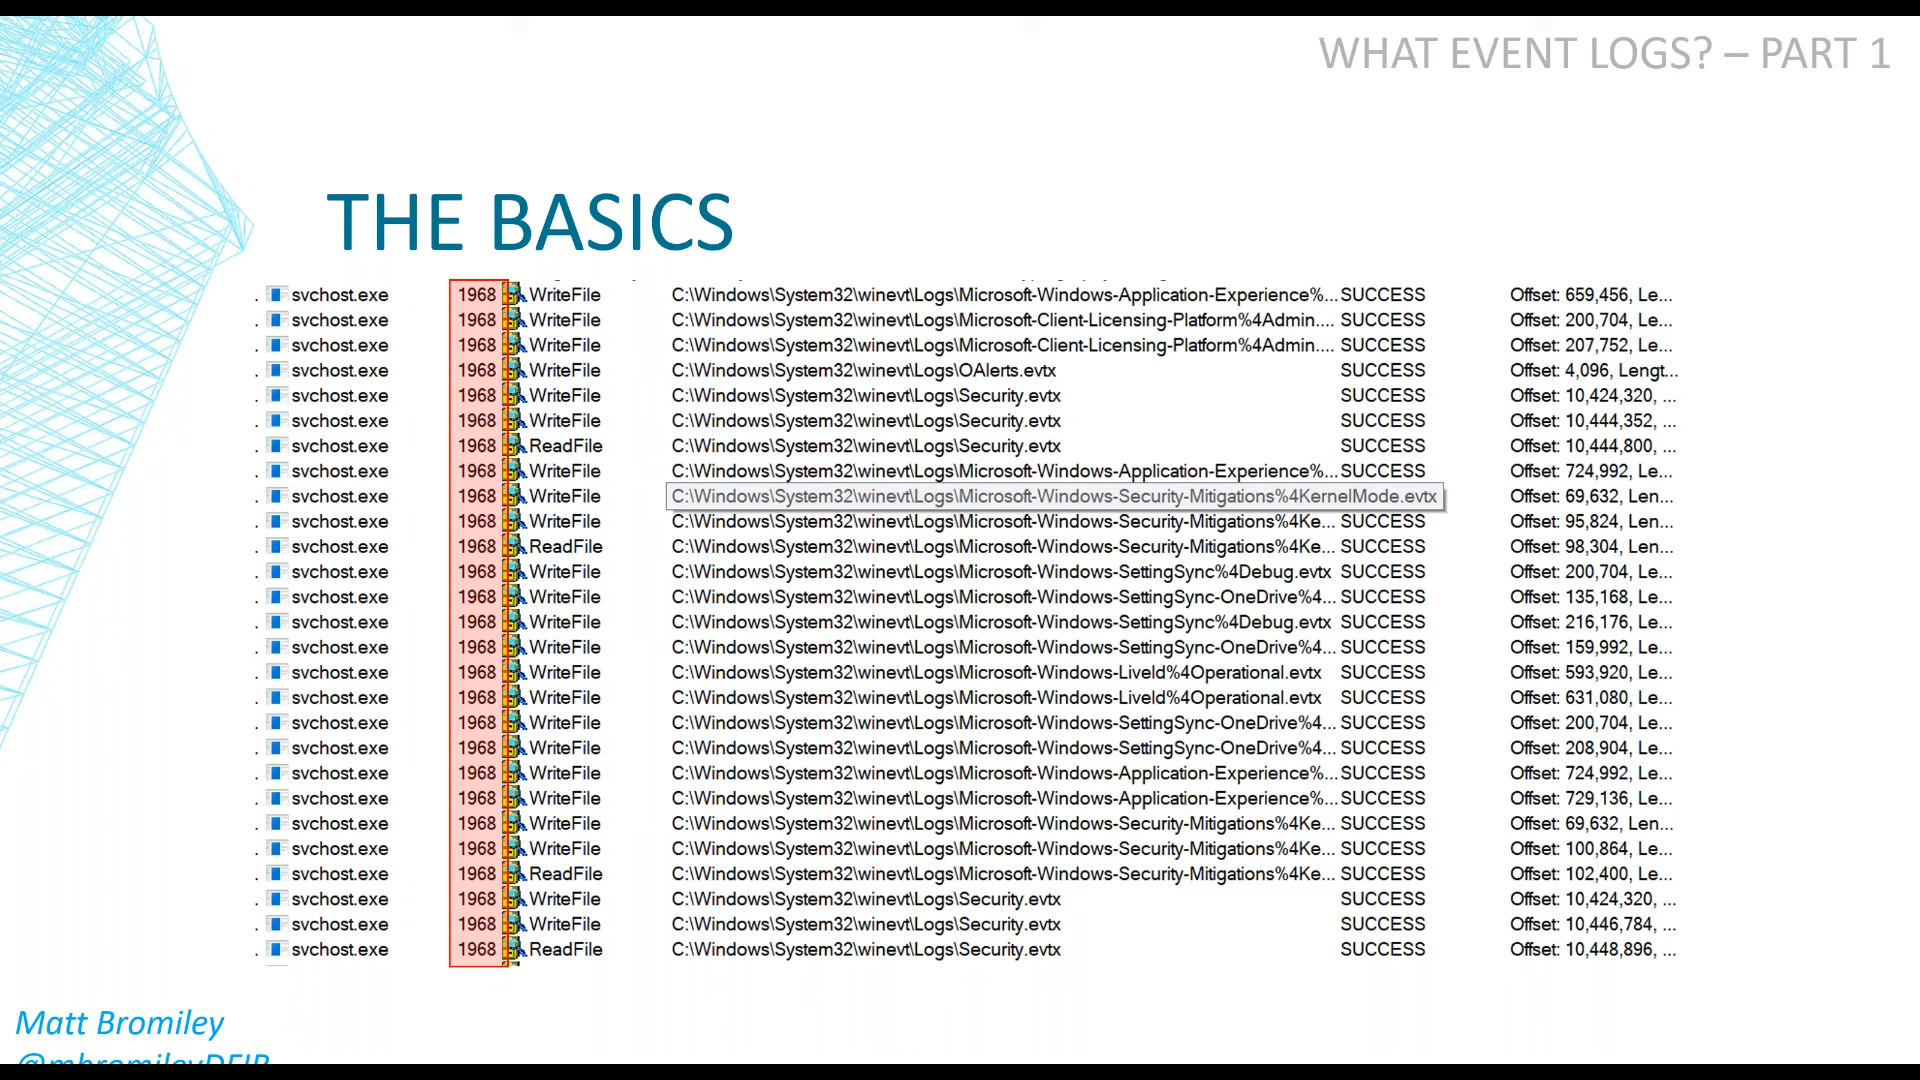 WHAT EVENT LOGS? – PART 1
THE BASICS
. svchost.exe 1968 WriteFile C:\Windows\System32\winevt\Logs\Microsoft-Windows-Application-Experience%... SUCCESS Offset: 659,456, Le...
. svchost.exe 1968 WriteFile C:\Windows\System32\winevt\Logs\Microsoft-Client-Licensing-Platform%4Admin.... SUCCESS Offset: 200,704, Le...
. svchost.exe 1968 WriteFile C:\Windows\System32\winevt\Logs\Microsoft-Client-Licensing-Platform%4Admin.... SUCCESS Offset: 207,752, Le...
. svchost.exe 1968 WriteFile C:\Windows\System32\winevt\Logs\OAlerts.evtx SUCCESS Offset: 4,096, Lengt...
. svchost.exe 1968 WriteFile C:\Windows\System32\winevt\Logs\Security.evtx SUCCESS Offset: 10,424,320, ...
. svchost.exe 1968 WriteFile C:\Windows\System32\winevt\Logs\Security.evtx SUCCESS Offset: 10,444,352, ...
. svchost.exe 1968 ReadFile C:\Windows\System32\winevt\Logs\Security.evtx SUCCESS Offset: 10,444,800, ...
. svchost.exe 1968 WriteFile C:\Windows\System32\winevt\Logs\Microsoft-Windows-Application-Experience%... SUCCESS Offset: 724,992, Le...
. svchost.exe 1968 WriteFile C:\Windows\System32\winevt\Logs\Microsoft-Windows-Security-Mitigations%4KernelMode.evtx Offset: 69,632, Len...
. svchost.exe 1968 WriteFile C:\Windows\System32\winevt\Logs\Microsoft-Windows-Security-Mitigations%4Ke... SUCCESS Offset: 95,824, Len...
. svchost.exe 1968 ReadFile C:\Windows\System32\winevt\Logs\Microsoft-Windows-Security-Mitigations%4Ke... SUCCESS Offset: 98,304, Len...
. svchost.exe 1968 WriteFile C:\Windows\System32\winevt\Logs\Microsoft-Windows-SettingSync%4Debug.evtx SUCCESS Offset: 200,704, Le...
. svchost.exe 1968 WriteFile C:\Windows\System32\winevt\Logs\Microsoft-Windows-SettingSync-OneDrive%4... SUCCESS Offset: 135,168, Le...
. svchost.exe 1968 WriteFile C:\Windows\System32\winevt\Logs\Microsoft-Windows-SettingSync%4Debug.evtx SUCCESS Offset: 216,176, Le...
. svchost.exe 1968 WriteFile C:\Windows\System32\winevt\Logs\Microsoft-Windows-SettingSync-OneDrive%4... SUCCESS Offset: 159,992, Le...
. svchost.exe 1968 WriteFile C:\Windows\System32\winevt\Logs\Microsoft-Windows-LiveId%4Operational.evtx SUCCESS Offset: 593,920, Le...
. svchost.exe 1968 WriteFile C:\Windows\System32\winevt\Logs\Microsoft-Windows-LiveId%4Operational.evtx SUCCESS Offset: 631,080, Le...
. svchost.exe 1968 WriteFile C:\Windows\System32\winevt\Logs\Microsoft-Windows-SettingSync-OneDrive%4... SUCCESS Offset: 200,704, Le...
. svchost.exe 1968 WriteFile C:\Windows\System32\winevt\Logs\Microsoft-Windows-SettingSync-OneDrive%4... SUCCESS Offset: 208,904, Le...
. svchost.exe 1968 WriteFile C:\Windows\System32\winevt\Logs\Microsoft-Windows-Application-Experience%... SUCCESS Offset: 724,992, Le...
. svchost.exe 1968 WriteFile C:\Windows\System32\winevt\Logs\Microsoft-Windows-Application-Experience%... SUCCESS Offset: 729,136, Le...
. svchost.exe 1968 WriteFile C:\Windows\System32\winevt\Logs\Microsoft-Windows-Security-Mitigations%4Ke... SUCCESS Offset: 69,632, Len...
. svchost.exe 1968 WriteFile C:\Windows\System32\winevt\Logs\Microsoft-Windows-Security-Mitigations%4Ke... SUCCESS Offset: 100,864, Le...
. svchost.exe 1968 ReadFile C:\Windows\System32\winevt\Logs\Microsoft-Windows-Security-Mitigations%4Ke... SUCCESS Offset: 102,400, Le...
. svchost.exe 1968 WriteFile C:\Windows\System32\winevt\Logs\Security.evtx SUCCESS Offset: 10,424,320, ...
. svchost.exe 1968 WriteFile C:\Windows\System32\winevt\Logs\Security.evtx SUCCESS Offset: 10,446,784, ...
. svchost.exe 1968 ReadFile C:\Windows\System32\winevt\Logs\Security.evtx SUCCESS Offset: 10,448,896, ...
Matt Bromiley
@mbromileyDFIR